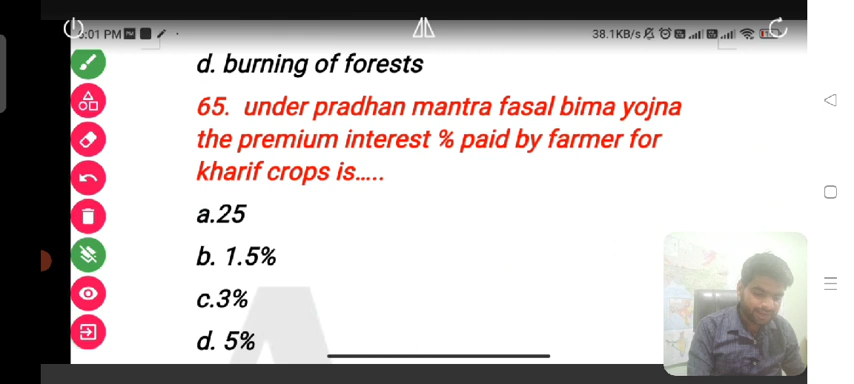 6:01 PM
38.1KB/s
d. burning of forests
65. under pradhan mantra fasal bima yojna
the premium interest % paid by farmer for
kharif crops is.....
a.25
b. 1.5%
c.3%
d. 5%